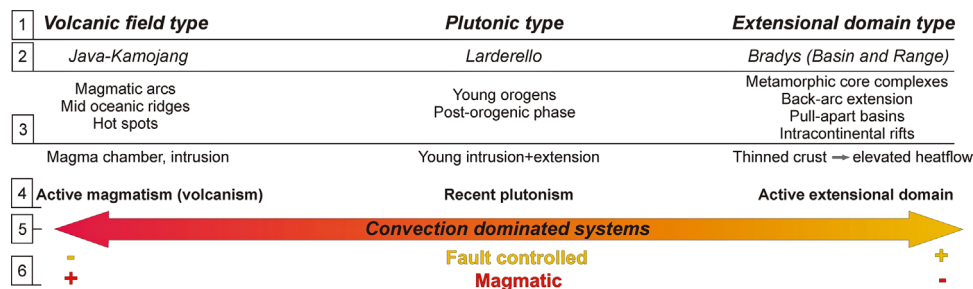 1 Volcanic field type Plutonic type Extensional domain type
2 Java-Kamojang Larderello Bradys (Basin and Range)
Magmatic arcs
Mid oceanic ridges
Hot spots
Young orogens
Post-orogenic phase
Metamorphic core complexes
Back-arc extension
Pull-apart basins
Intracontinental rifts
3
Magma chamber, intrusion Young intrusion+extension Thinned crust → elevated heatflow
4 Active magmatism (volcanism) Recent plutonism Active extensional domain
5 Convection dominated systems
- Fault controlled +
6
+ Magmatic -